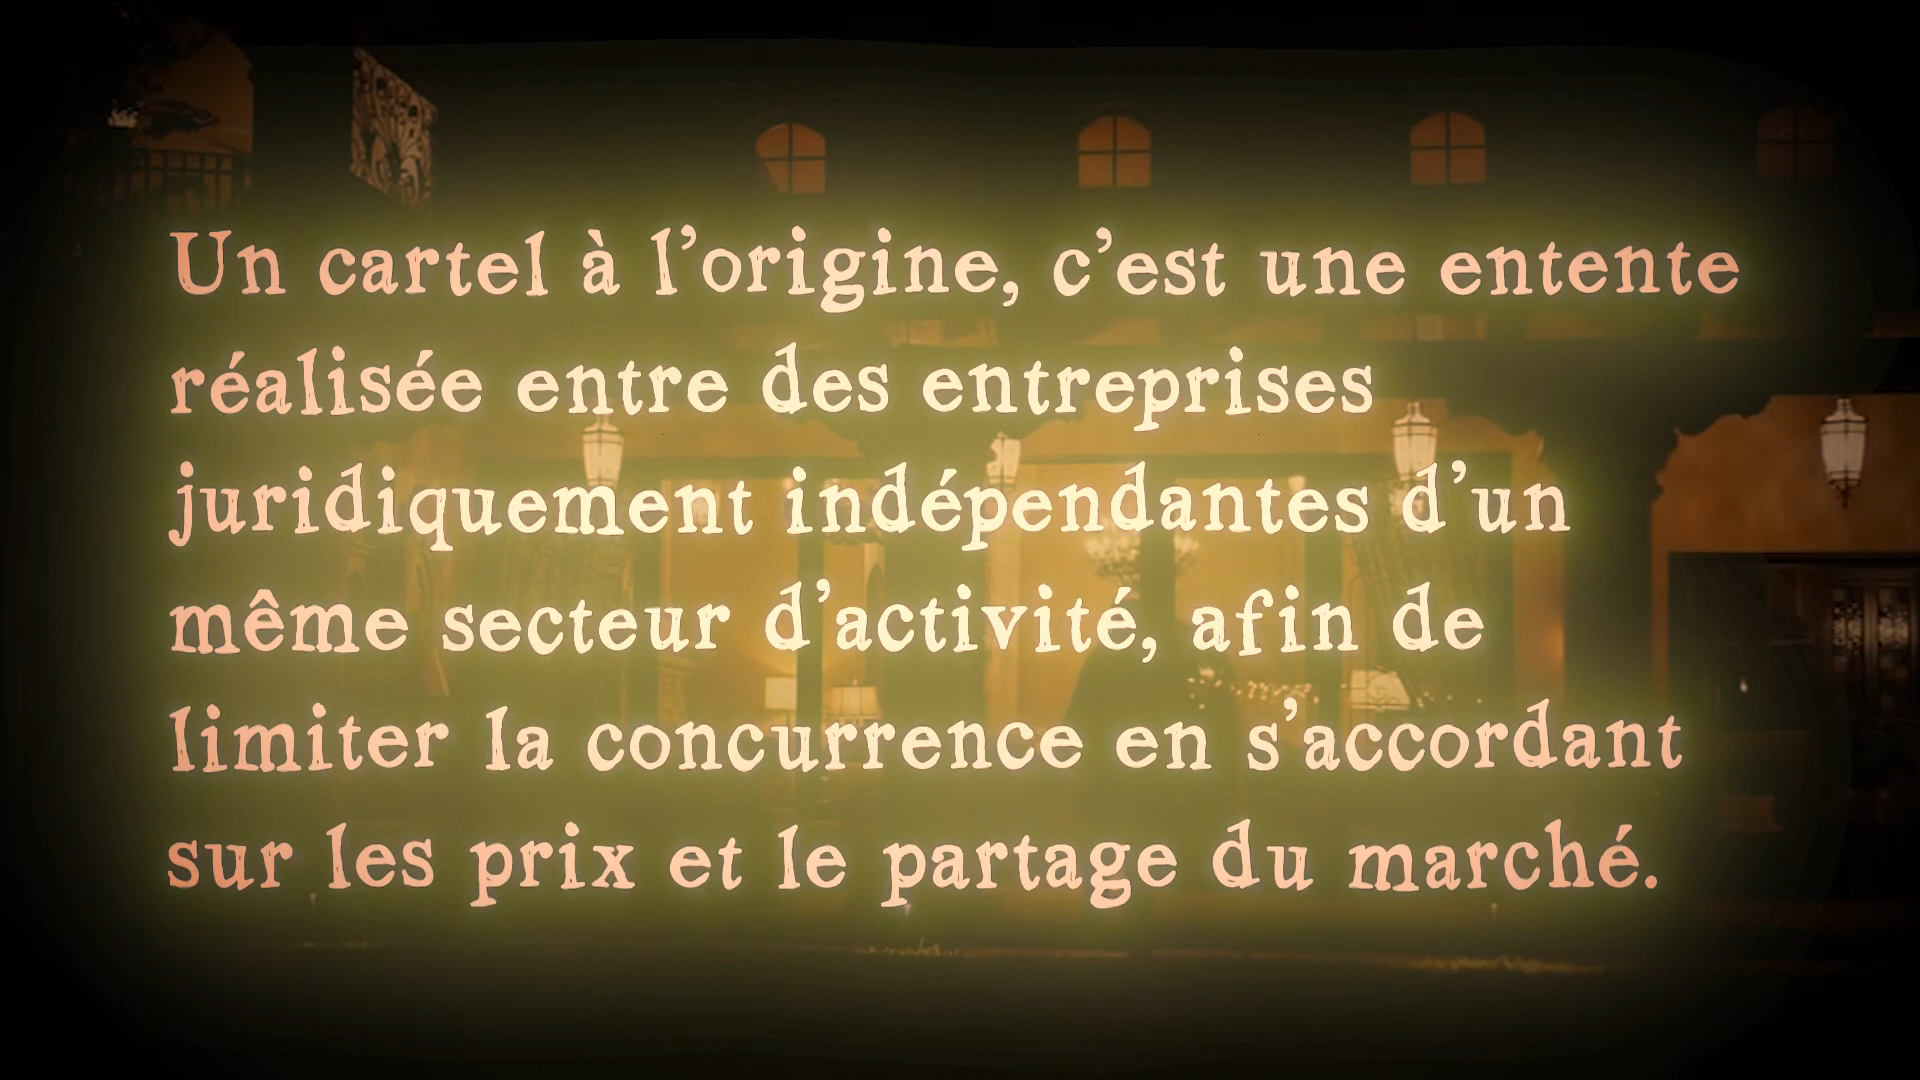 Un cartel à l’origine, c’est une entente
réalisée entre des entreprises
juridiquement indépendantes d’un
même secteur d’activité, afin de
limiter la concurrence en s’accordant
sur les prix et le partage du marché.